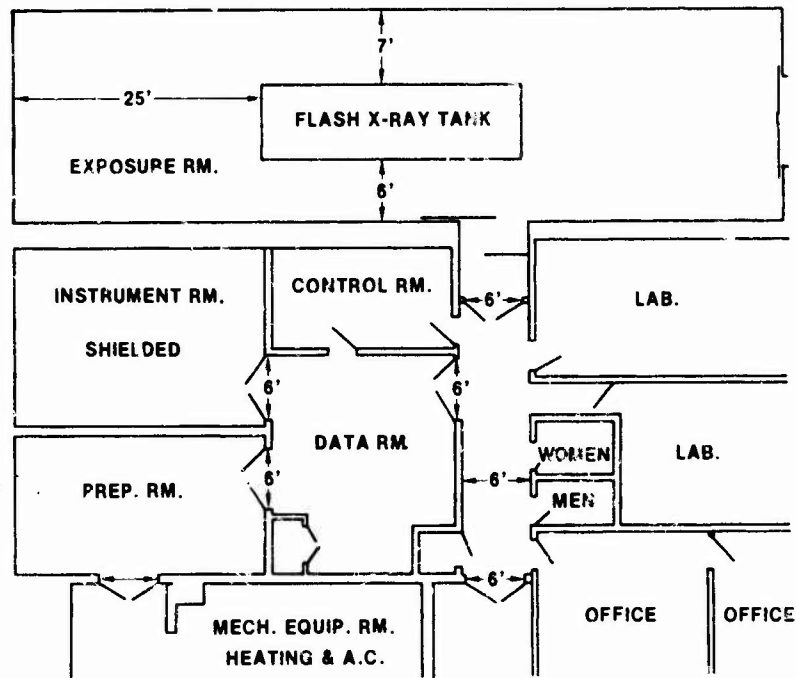 7'
25'
FLASH X-RAY TANK
EXPOSURE RM.
6'
INSTRUMENT RM.
SHIELDED
CONTROL RM.
6'
LAB.
6'
6'
DATA RM.
WOMEN
LAB.
PREP. RM.
6'
6'
MEN
6'
MECH. EQUIP. RM.
HEATING & A.C.
OFFICE
OFFICE